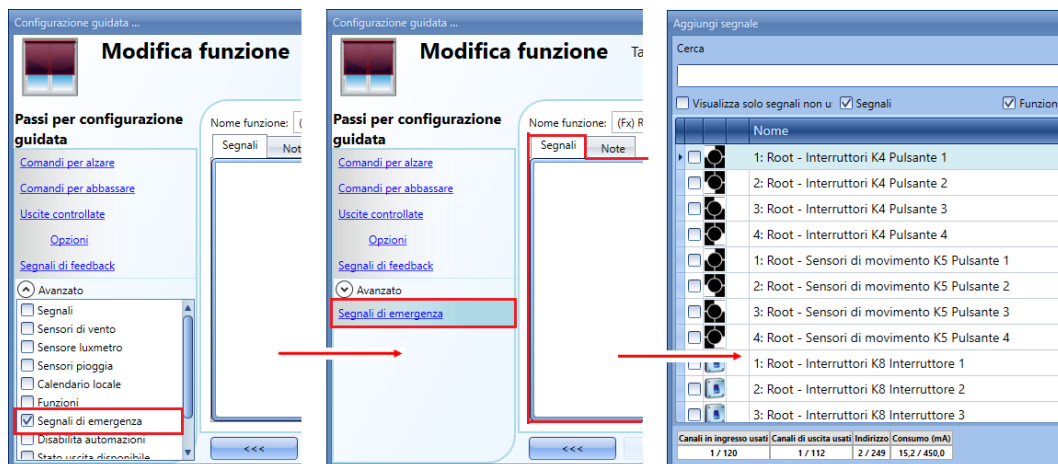 Configurazione guidata ...
Modifica funzione
Passi per configurazione
guidata
Comandi per alzare
Comandi per abbassare
Uscite controllate
Opzioni
Segnali di feedback
Avanzato
Segnali
Sensori di vento
Sensore luxmetro
Sensori pioggia
Calendario locale
Funzioni
Segnali di emergenza
Disabilita automazioni
Stato uscita disponibile
Nome funzione: (
Segnali Not
<<<
Configurazione guidata ...
Modifica funzione Ta
Passi per configurazione
guidata
Comandi per alzare
Comandi per abbassare
Uscite controllate
Opzioni
Segnali di feedback
Avanzato
Segnali di emergenza
Nome funzione: (Fx) R
Segnali Note
<<<
Aggiungi segnale
Cerca
Visualizza solo segnali non u Segnali Funzion
Nome
1: Root - Interruttori K4 Pulsante 1
2: Root - Interruttori K4 Pulsante 2
3: Root - Interruttori K4 Pulsante 3
4: Root - Interruttori K4 Pulsante 4
1: Root - Sensori di movimento K5 Pulsante 1
2: Root - Sensori di movimento K5 Pulsante 2
3: Root - Sensori di movimento K5 Pulsante 3
4: Root - Sensori di movimento K5 Pulsante 4
1: Root - Interruttori K8 Interruttore 1
2: Root - Interruttori K8 Interruttore 2
3: Root - Interruttori K8 Interruttore 3
Canali in ingresso usati Canali di uscita usati Indirizzo Consumo (mA)
1 / 120 1 / 112 2 / 249 15,2 / 450,0